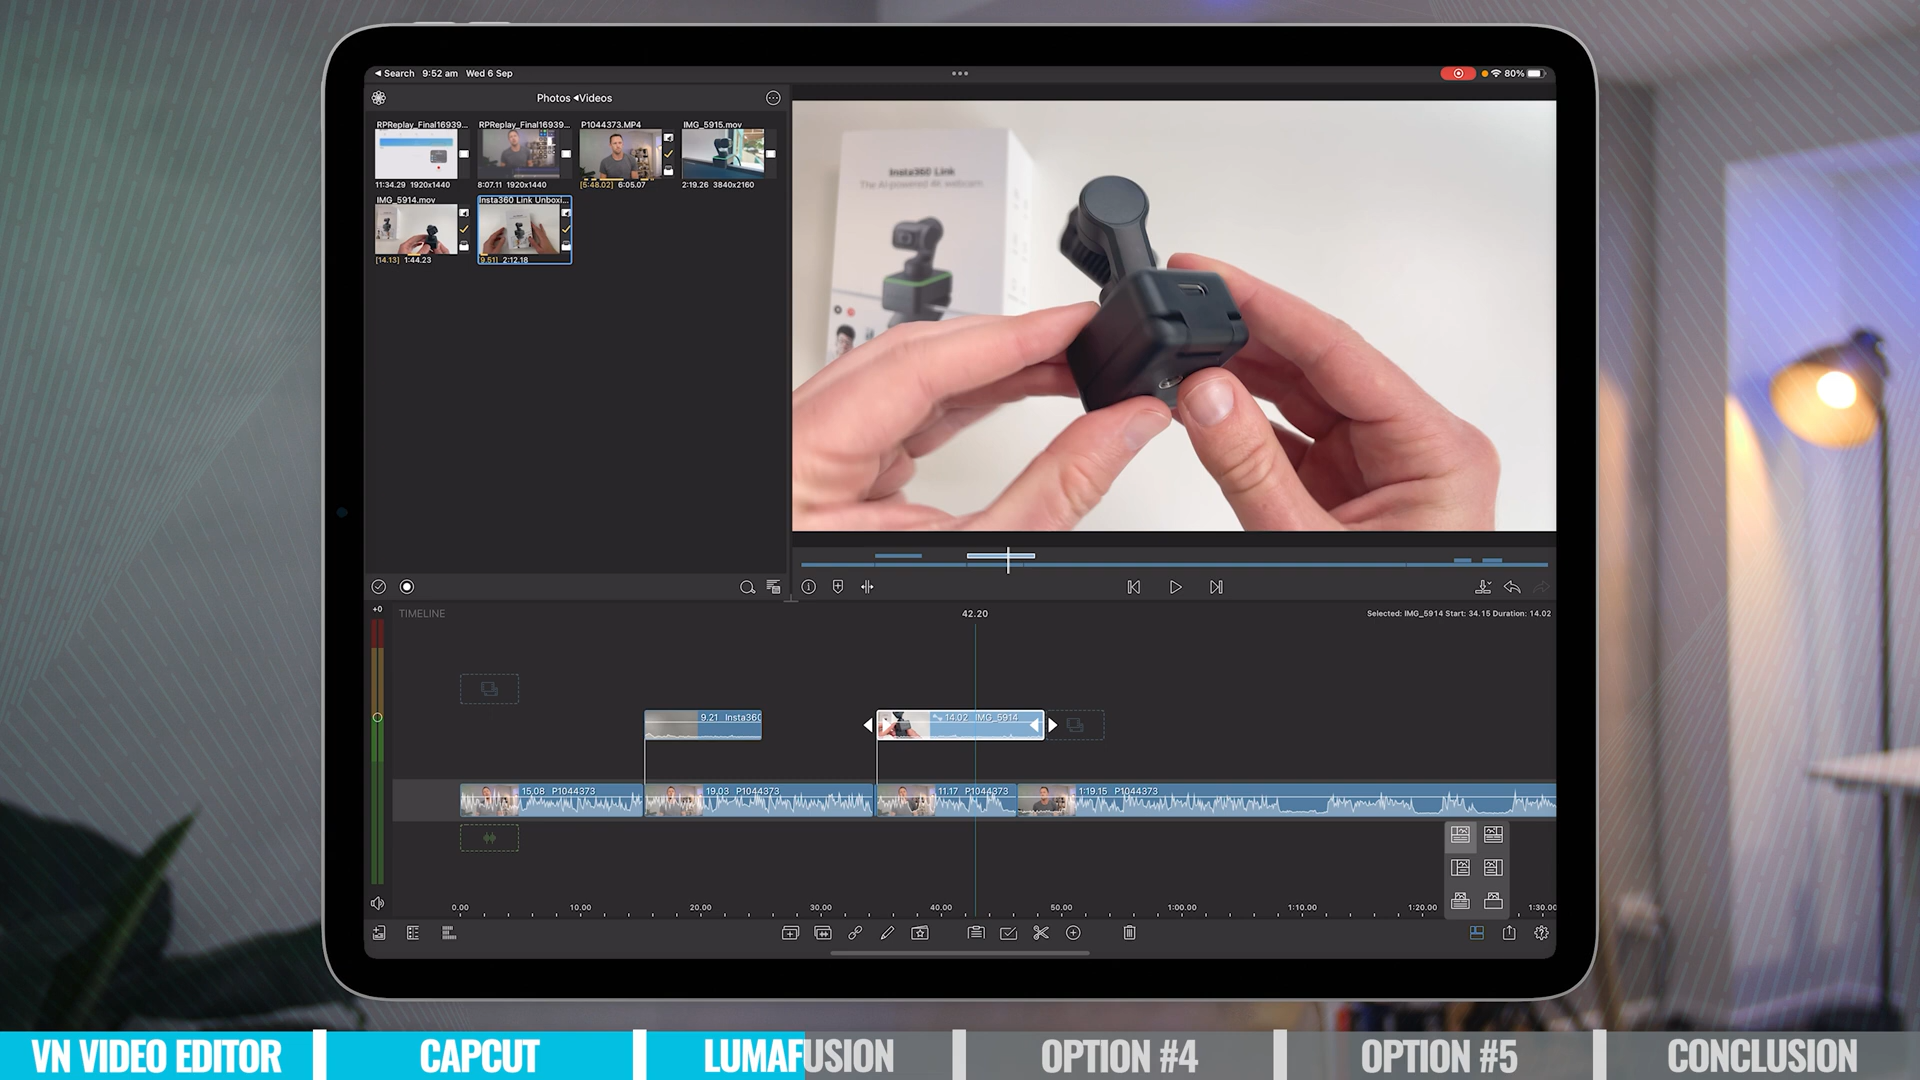 ◀ Search 9:52 am Wed 6 Sep
80%
Photos ◀Videos
RPReplay_Final16939... RPReplay_Final16939... P1044373.MP4 IMG_5915.mov
11:34.29 1920x1440 8:07.11 1920x1440 [5:48.02] 6:05.07 2:19.26 3840x2160
IMG_5914.mov Insta360 Link Unboxi...
[14.13] 1:44.23 [9.51] 2:12.18
Insta360 Link
The AI-powered 4K webcam
+0 TIMELINE 42.20 Selected: IMG_5914 Start: 34.15 Duration: 14.02
9.21 Insta360
14.02 IMG_5914
15.08 P1044373 19.03 P1044373 11.17 P1044373 1:19.15 P1044373
0.00 10.00 20.00 30.00 40.00 50.00 1:00.00 1:10.00 1:20.00 1:30.00
VN VIDEO EDITOR CAPCUT LUMAFUSION OPTION #4 OPTION #5 CONCLUSION